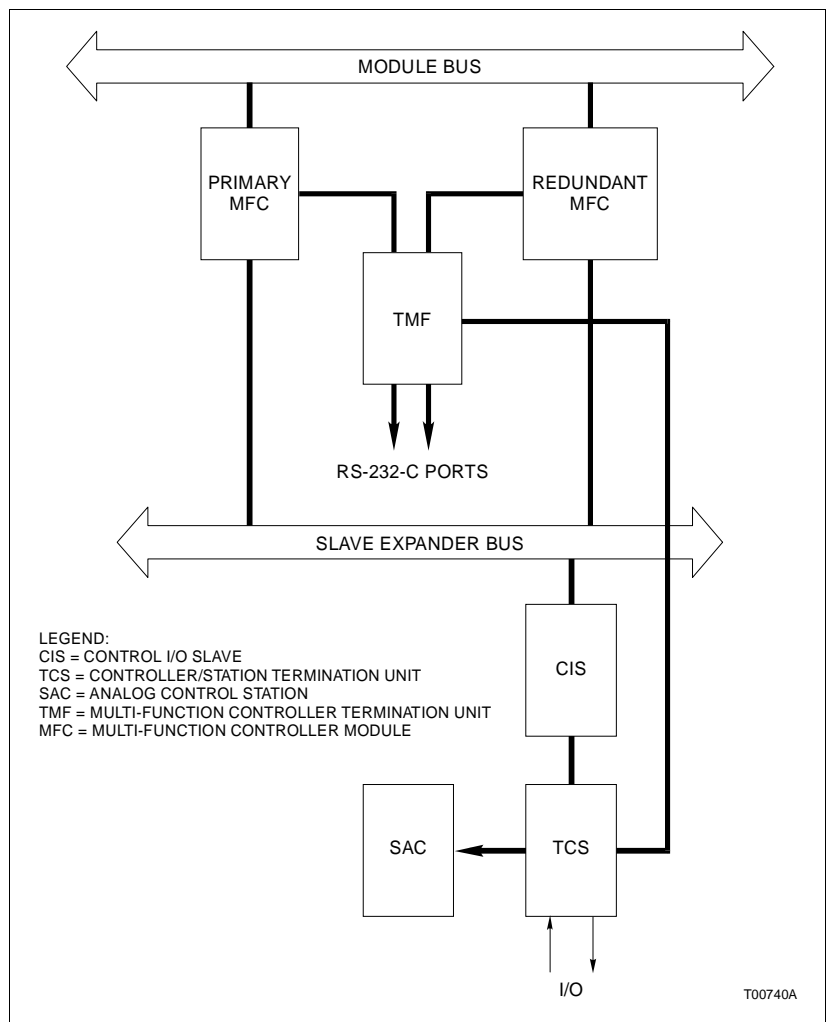 MODULE BUS
PRIMARY
MFC
REDUNDANT
MFC
TMF
RS-232-C PORTS
SLAVE EXPANDER BUS
LEGEND:
CIS = CONTROL I/O SLAVE
TCS = CONTROLLER/STATION TERMINATION UNIT
SAC = ANALOG CONTROL STATION
TMF = MULTI-FUNCTION CONTROLLER TERMINATION UNIT
MFC = MULTI-FUNCTION CONTROLLER MODULE
CIS
SAC
TCS
I/O
T00740A